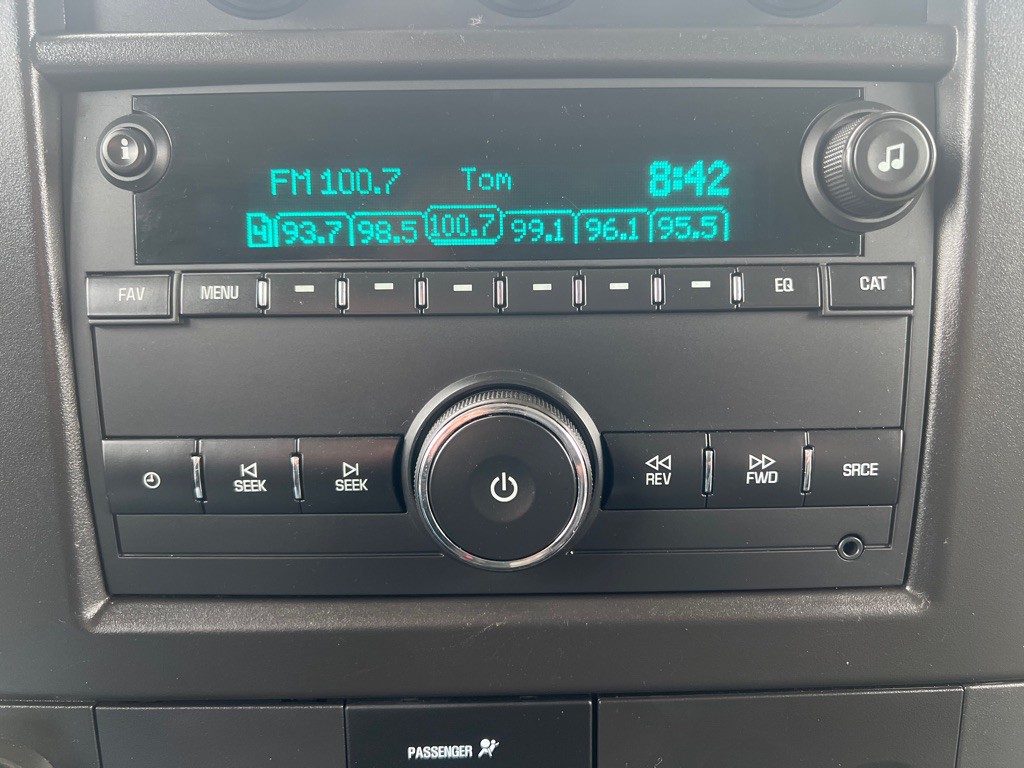 FM 100.7 Tom 8:42
4 93.7 98.5 100.7 99.1 96.1 95.5
FAV MENU EQ CAT
SEEK SEEK REV FWD SRCE
PASSENGER